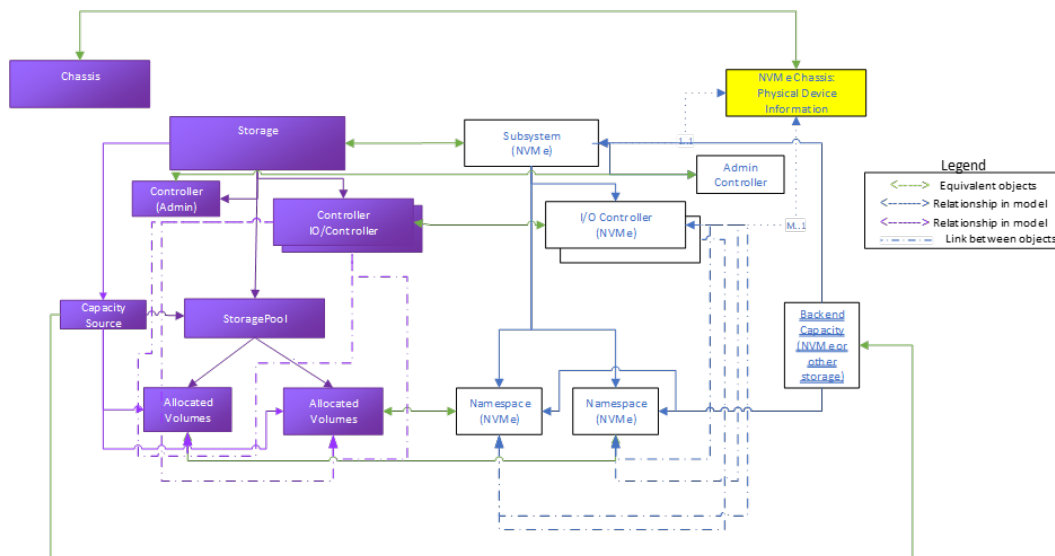 Chassis
NVMe Chassis:
Physical Device
Information
Storage
Subsystem
(NVMe)
1..1
Admin
Controller
Legend
Equivalent objects
Relationship in model
Relationship in model
Link between objects
Controller
(Admin)
Controller
IO/Controller
I/O Controller
(NVMe)
M..1
Capacity
Source
StoragePool
Backend
Capacity
(NVMe or
other
storage)
Allocated
Volumes
Allocated
Volumes
Namespace
(NVMe)
Namespace
(NVMe)